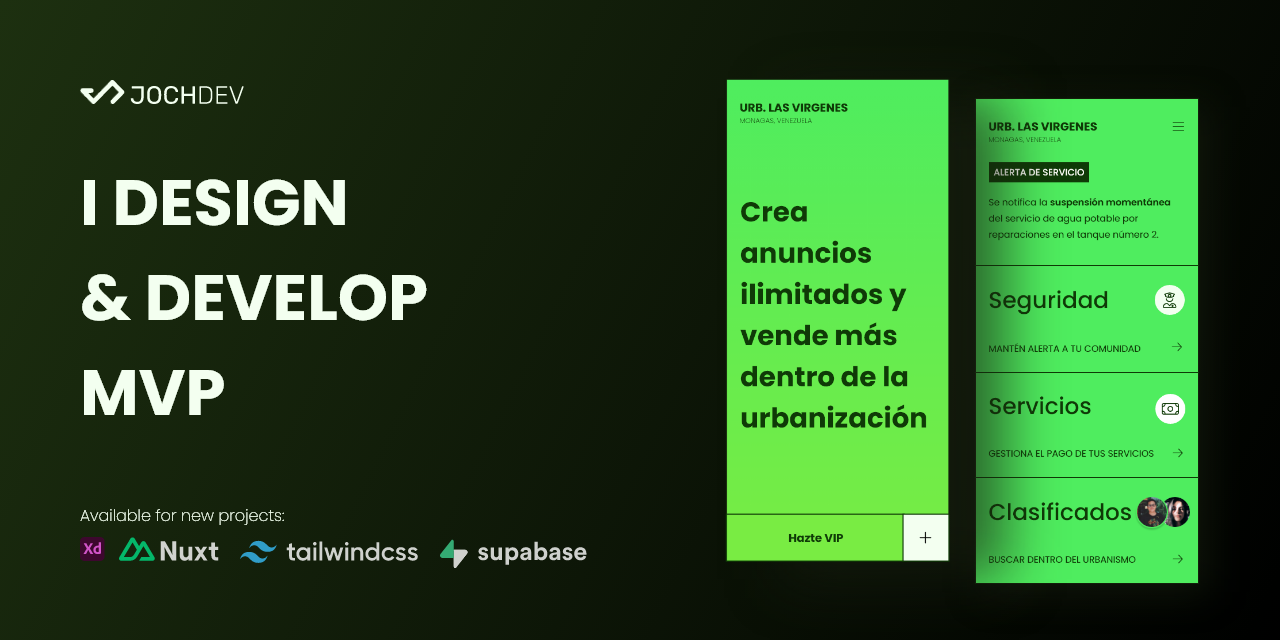 JOCHDEV
I DESIGN
& DEVELOP
MVP
Available for new projects:
Xd
Nuxt
tailwindcss
supabase
URB. LAS VIRGENES
MONAGAS, VENEZUELA
Crea
anuncios
ilimitados y
vende más
dentro de la
urbanización
Hazte VIP
+
URB. LAS VIRGENES
MONAGAS, VENEZUELA
ALERTA DE SERVICIO
Se notifica la suspensión momentánea
del servicio de agua potable por
reparaciones en el tanque número 2.
Seguridad
MANTÉN ALERTA A TU COMUNIDAD
Servicios
GESTIONA EL PAGO DE TUS SERVICIOS
Clasificados
BUSCAR DENTRO DEL URBANISMO